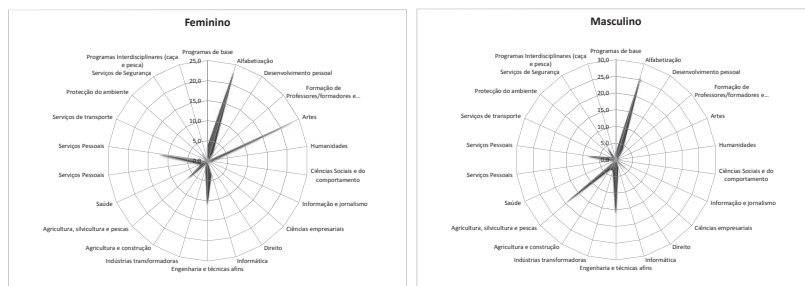 Feminino
Programas de base
Alfabetização
Desenvolvimento pessoal
Formação de
Professores/formadores e...
Artes
Humanidades
Ciências Sociais e do
comportamento
Informação e jornalismo
Ciências empresariais
Direito
Informática
Engenharia e técnicas afins
Indústrias transformadoras
Agricultura e construção
Agricultura, silvicultura e pescas
Saúde
Serviços Pessoais
Serviços Pessoais
Serviços de transporte
Protecção do ambiente
Serviços de Segurança
Programas Interdisciplinares (caça
e pesca)
25,0
20,0
15,0
10,0
5,0
0,0
Masculino
Programas de base
Alfabetização
Desenvolvimento pessoal
Formação de
Professores/formadores e...
Artes
Humanidades
Ciências Sociais e do
comportamento
Informação e jornalismo
Ciências empresariais
Direito
Informática
Engenharia e técnicas afins
Indústrias transformadoras
Agricultura e construção
Agricultura, silvicultura e pescas
Saúde
Serviços Pessoais
Serviços Pessoais
Serviços de transporte
Protecção do ambiente
Serviços de Segurança
Programas Interdisciplinares (caça
e pesca)
30,0
25,0
20,0
15,0
10,0
5,0
0,0